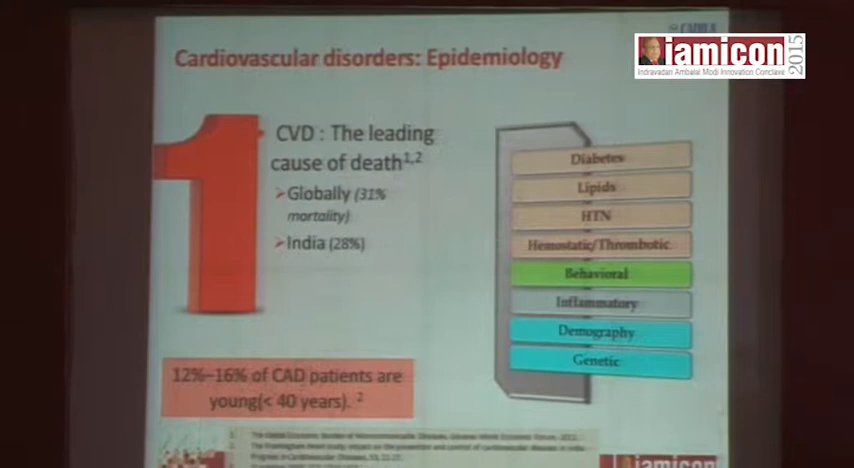 CADILA
iamicon
2015
Indravadan Ambalal Modi Innovation Conclave
Cardiovascular disorders: Epidemiology
1
CVD : The leading
cause of death1,2
➢Globally (31%
mortality)
➢India (28%)
Diabetes
Lipids
HTN
Hemostatic/Thrombotic
Behavioral
Inflammatory
Demography
Genetic
12%–16% of CAD patients are
young(< 40 years). 2
iamicon